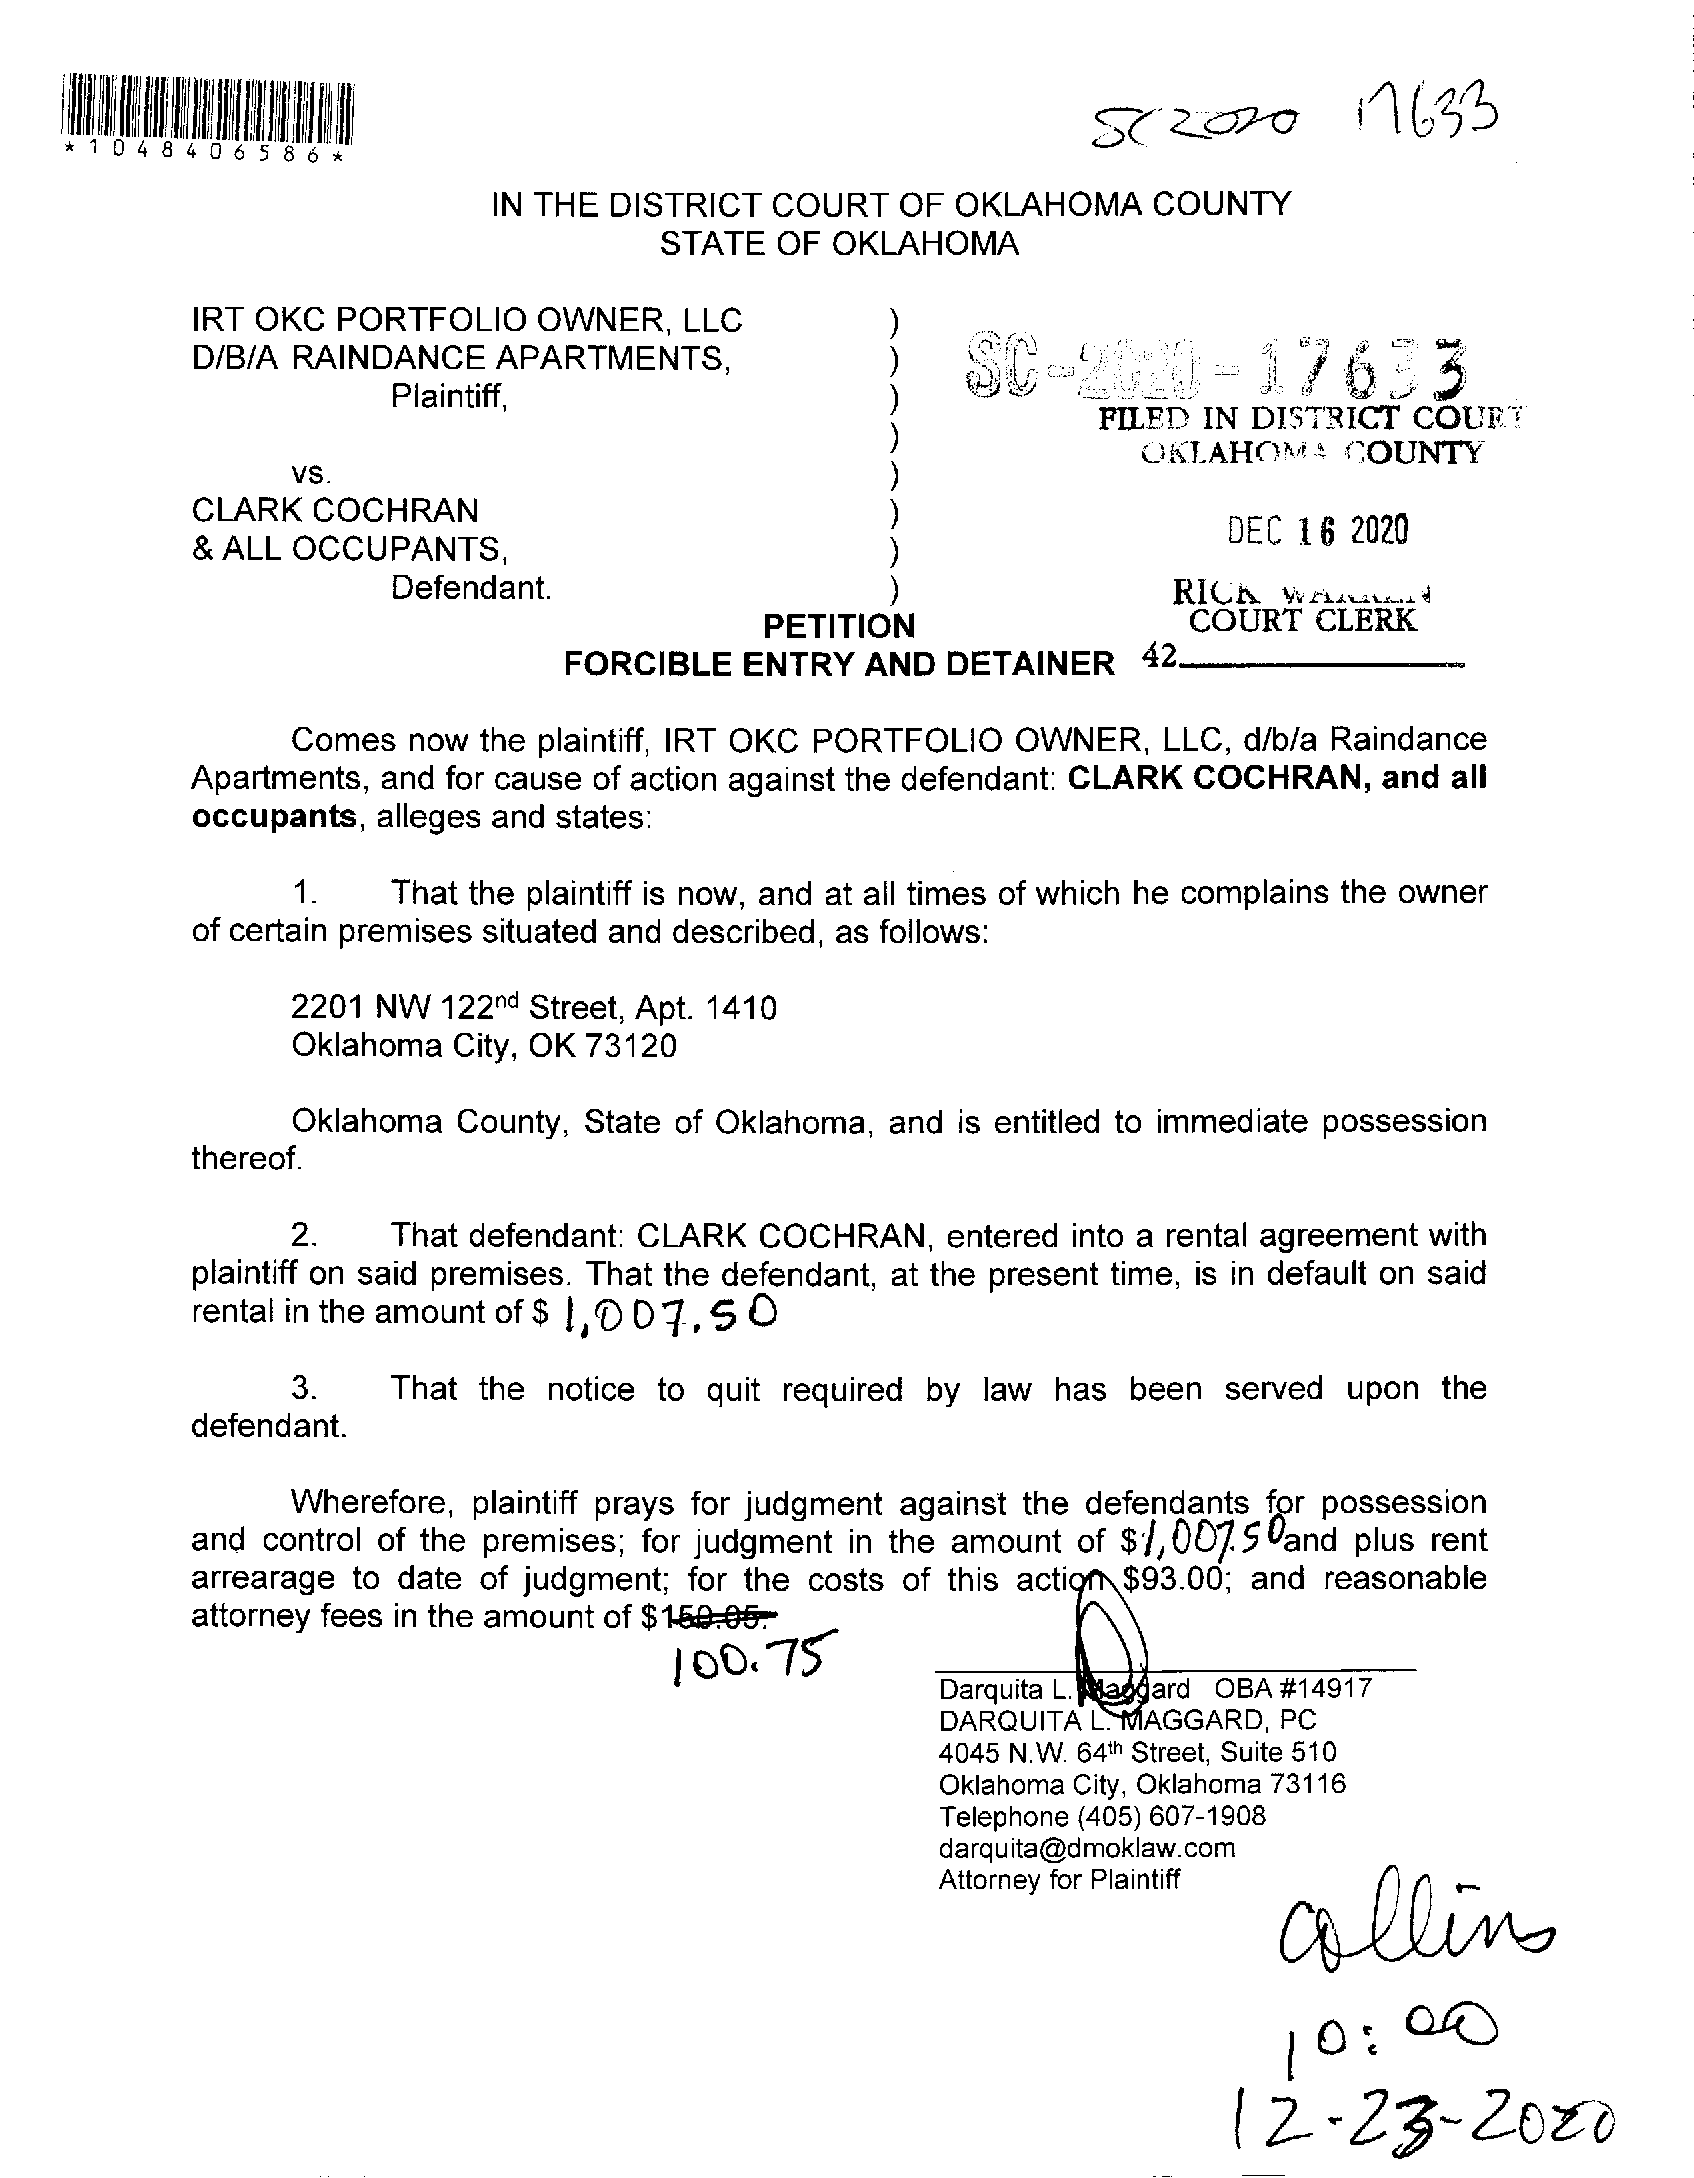 *1048406586*
SC2020 17633
IN THE DISTRICT COURT OF OKLAHOMA COUNTY
STATE OF OKLAHOMA
IRT OKC PORTFOLIO OWNER, LLC )
D/B/A RAINDANCE APARTMENTS, )
Plaintiff, )
)
vs. )
CLARK COCHRAN )
& ALL OCCUPANTS, )
Defendant. )
SC-2020-17633
FILED IN DISTRICT COURT
OKLAHOMA COUNTY
DEC 16 2020
RICK WARREN
COURT CLERK
42
PETITION
FORCIBLE ENTRY AND DETAINER
Comes now the plaintiff, IRT OKC PORTFOLIO OWNER, LLC, d/b/a Raindance
Apartments, and for cause of action against the defendant: CLARK COCHRAN, and all
occupants, alleges and states:
1. That the plaintiff is now, and at all times of which he complains the owner
of certain premises situated and described, as follows:
2201 NW 122nd Street, Apt. 1410
Oklahoma City, OK 73120
Oklahoma County, State of Oklahoma, and is entitled to immediate possession
thereof.
2. That defendant: CLARK COCHRAN, entered into a rental agreement with
plaintiff on said premises. That the defendant, at the present time, is in default on said
rental in the amount of $ 1,007.50
3. That the notice to quit required by law has been served upon the
defendant.
Wherefore, plaintiff prays for judgment against the defendants for possession
and control of the premises; for judgment in the amount of $1,007.50 and plus rent
arrearage to date of judgment; for the costs of this action $93.00; and reasonable
attorney fees in the amount of $150.05.
100.75
Darquita L. Maggard OBA #14917
DARQUITA L. MAGGARD, PC
4045 N.W. 64th Street, Suite 510
Oklahoma City, Oklahoma 73116
Telephone (405) 607-1908
darquita@dmoklaw.com
Attorney for Plaintiff
Collins
10:00
12-23-2020